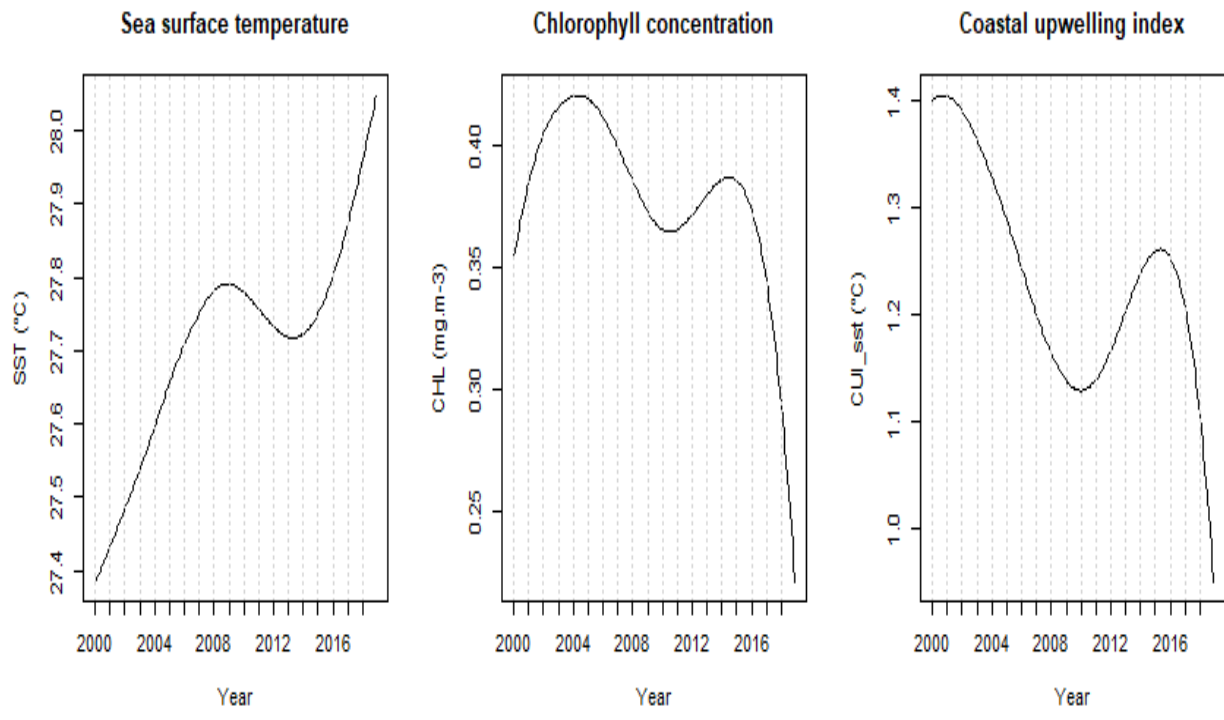 Sea surface temperature
SST (°C)
28.0
27.9
27.8
27.7
27.6
27.5
27.4
2000 2004 2008 2012 2016
Year
Chlorophyll concentration
CHL (mg.m-3)
0.40
0.35
0.30
0.25
2000 2004 2008 2012 2016
Year
Coastal upwelling index
CUI_sst (°C)
1.4
1.3
1.2
1.1
1.0
2000 2004 2008 2012 2016
Year